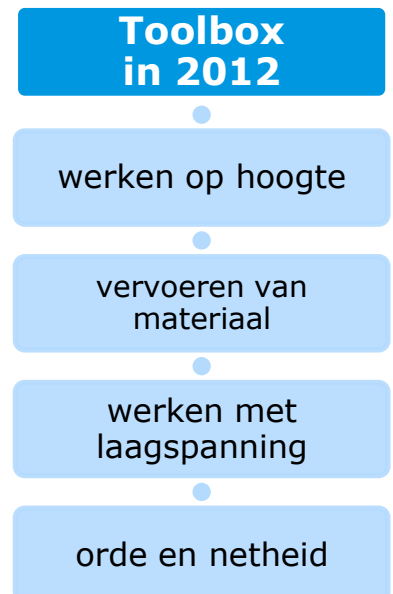 Toolbox
in 2012
werken op hoogte
vervoeren van
materiaal
werken met
laagspanning
orde en netheid